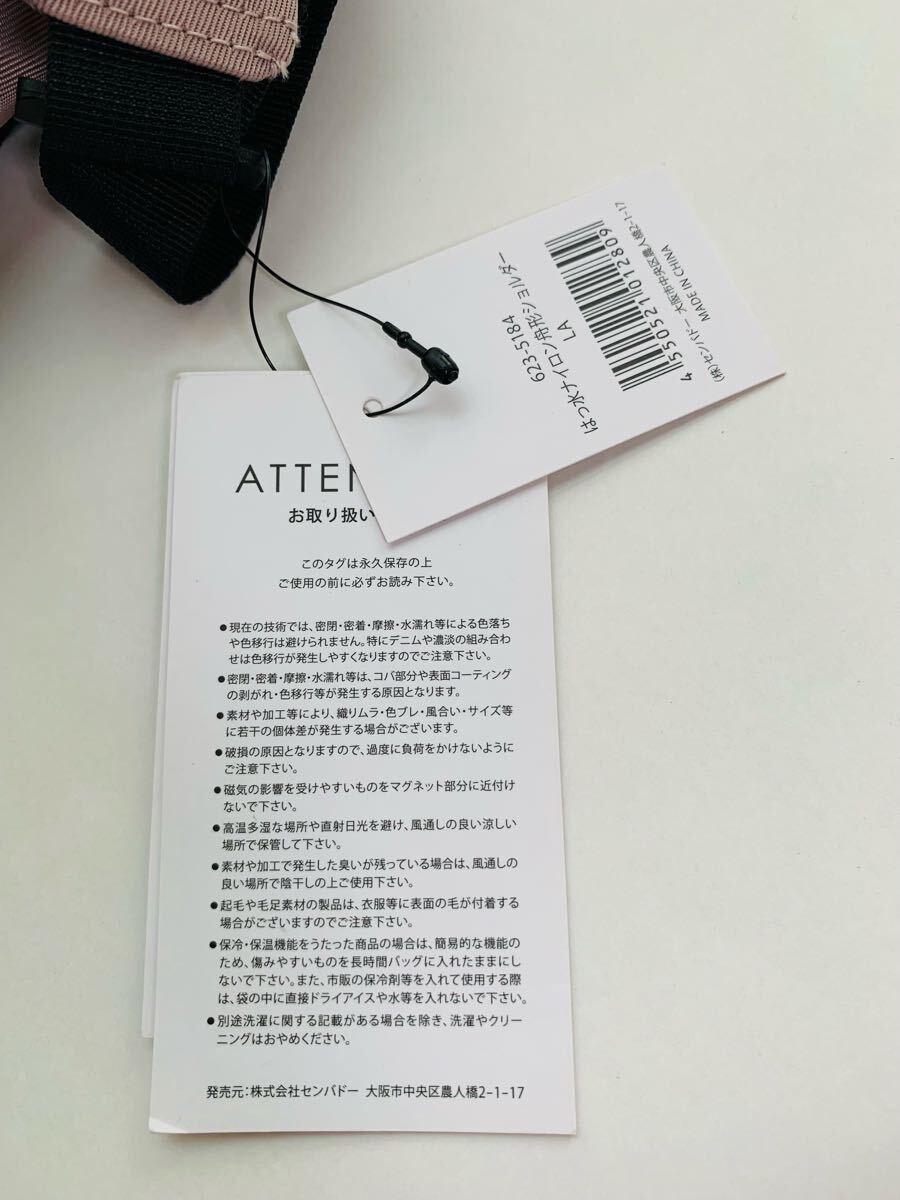 623-5184
はっ水ナイロン舟形ショルダー
LA
4 550521 012809
(株)センバドー 大阪市中央区農人橋2-1-17
MADE IN CHINA
ATTEN
お取り扱い
このタグは永久保存の上
ご使用の前に必ずお読み下さい。
●現在の技術では、密閉・密着・摩擦・水濡れ等による色落ち
や色移行は避けられません。特にデニムや濃淡の組み合わ
せは色移行が発生しやすくなりますのでご注意下さい。
●密閉・密着・摩擦・水濡れ等は、コバ部分や表面コーティング
の剥がれ・色移行等が発生する原因となります。
●素材や加工等により、織りムラ・色ブレ・風合い・サイズ等
に若干の個体差が発生する場合がございます。
●破損の原因となりますので、過度に負荷をかけないように
ご注意下さい。
●磁気の影響を受けやすいものをマグネット部分に近付け
ないで下さい。
●高温多湿な場所や直射日光を避け、風通しの良い涼しい
場所で保管して下さい。
●素材や加工で発生した臭いが残っている場合は、風通しの
良い場所で陰干しの上ご使用下さい。
●起毛や毛足素材の製品は、衣服等に表面の毛が付着する
場合がございますのでご注意下さい。
●保冷・保温機能をうたった商品の場合は、簡易的な機能の
ため、傷みやすいものを長時間バッグに入れたままにし
ないで下さい。また、市販の保冷剤等を入れて使用する際
は、袋の中に直接ドライアイスや水等を入れないで下さい。
●別途洗濯に関する記載がある場合を除き、洗濯やクリー
ニングはおやめください。
発売元：株式会社センバドー 大阪市中央区農人橋2-1-17